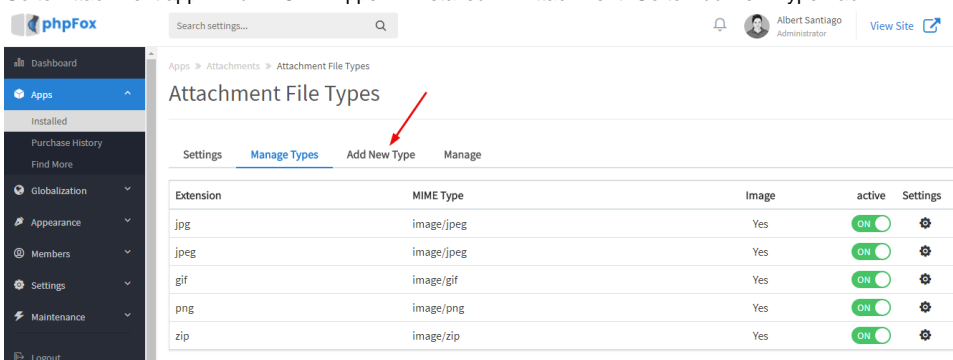 phpFox
Search settings...
Albert Santiago
Administrator
View Site
Dashboard
Apps
Installed
Purchase History
Find More
Globalization
Appearance
Members
Settings
Maintenance
Logout
Apps » Attachments » Attachment File Types
Attachment File Types
Settings Manage Types Add New Type Manage
Extension MIME Type Image active Settings
jpg image/jpeg Yes ON
jpeg image/jpeg Yes ON
gif image/gif Yes ON
png image/png Yes ON
zip image/zip Yes ON